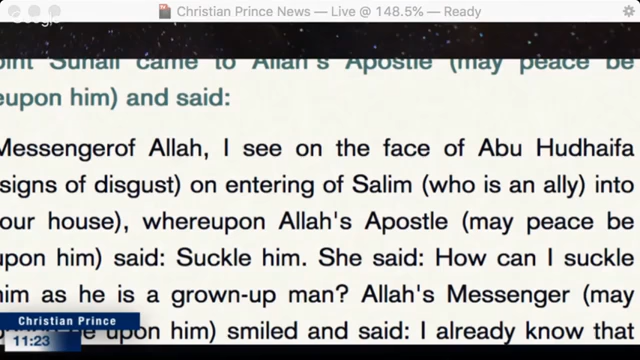 Christian Prince News — Live @ 148.5% — Ready
Suhail came to Allah's Apostle (may peace be
upon him) and said:
Messengerof Allah, I see on the face of Abu Hudhaifa
signs of disgust) on entering of Salim (who is an ally) into
our house), whereupon Allah's Apostle (may peace be
upon him) said: Suckle him. She said: How can I suckle
him as he is a grown-up man? Allah's Messenger (may
upon him) smiled and said: I already know that
Christian Prince
11:23